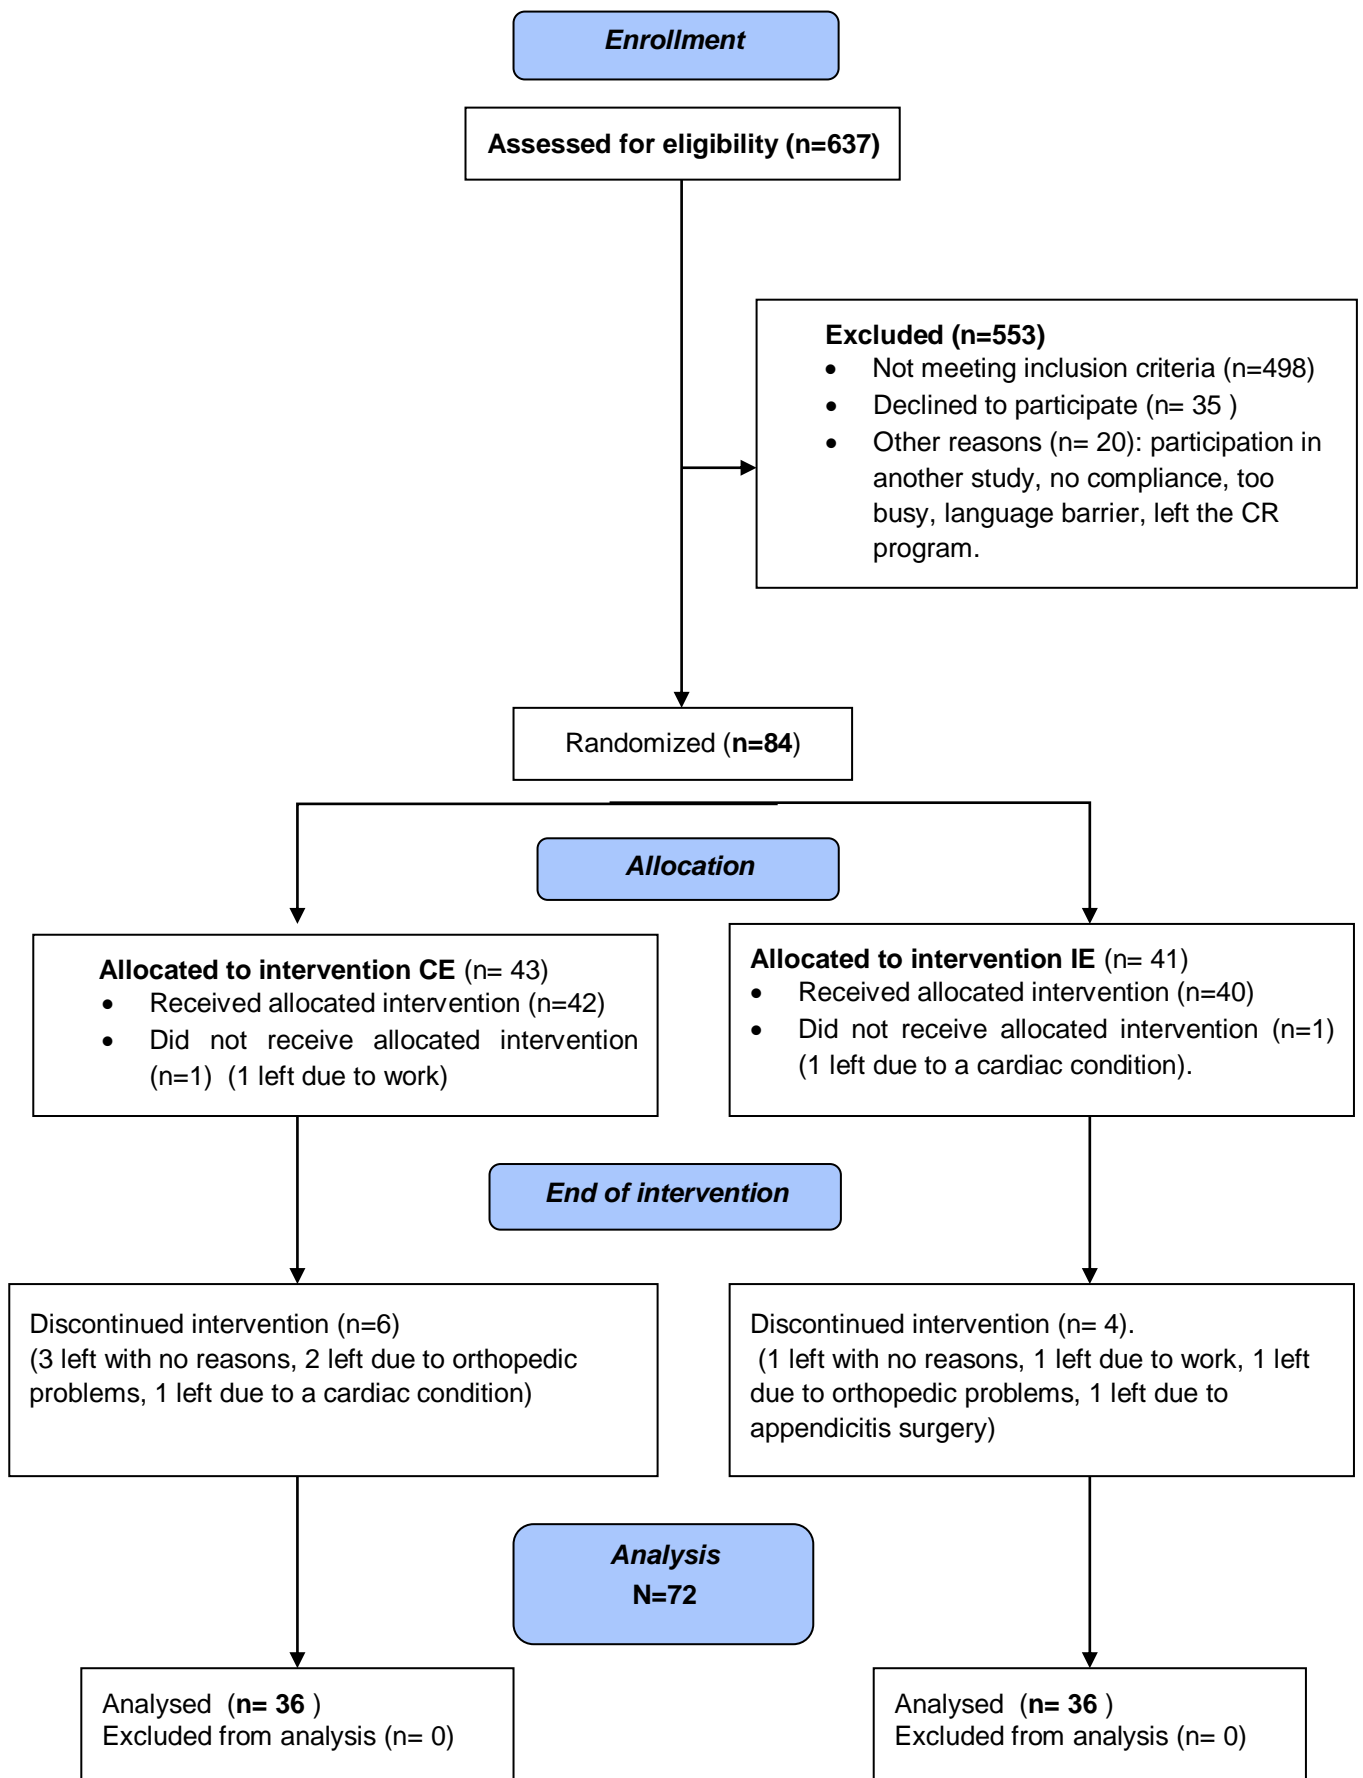 Enrollment
Assessed for eligibility (n=637)
Excluded (n=553)
• Not meeting inclusion criteria (n=498)
• Declined to participate (n= 35 )
• Other reasons (n= 20): participation in
another study, no compliance, too
busy, language barrier, left the CR
program.
Randomized (n=84)
Allocation
Allocated to intervention CE (n= 43)
• Received allocated intervention (n=42)
• Did not receive allocated intervention
(n=1) (1 left due to work)
Allocated to intervention IE (n= 41)
• Received allocated intervention (n=40)
• Did not receive allocated intervention (n=1)
(1 left due to a cardiac condition).
End of intervention
Discontinued intervention (n=6)
(3 left with no reasons, 2 left due to orthopedic
problems, 1 left due to a cardiac condition)
Discontinued intervention (n= 4).
(1 left with no reasons, 1 left due to work, 1 left
due to orthopedic problems, 1 left due to
appendicitis surgery)
Analysis
N=72
Analysed (n= 36 )
Excluded from analysis (n= 0)
Analysed (n= 36 )
Excluded from analysis (n= 0)